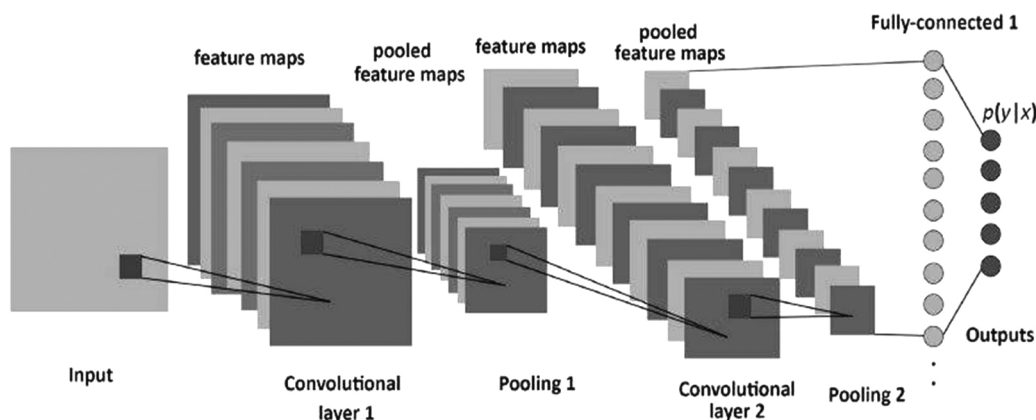 Fully-connected 1
feature maps
pooled
feature maps
feature maps
pooled
feature maps
p(y|x)
Input
Convolutional
layer 1
Pooling 1
Convolutional
layer 2
Pooling 2
Outputs